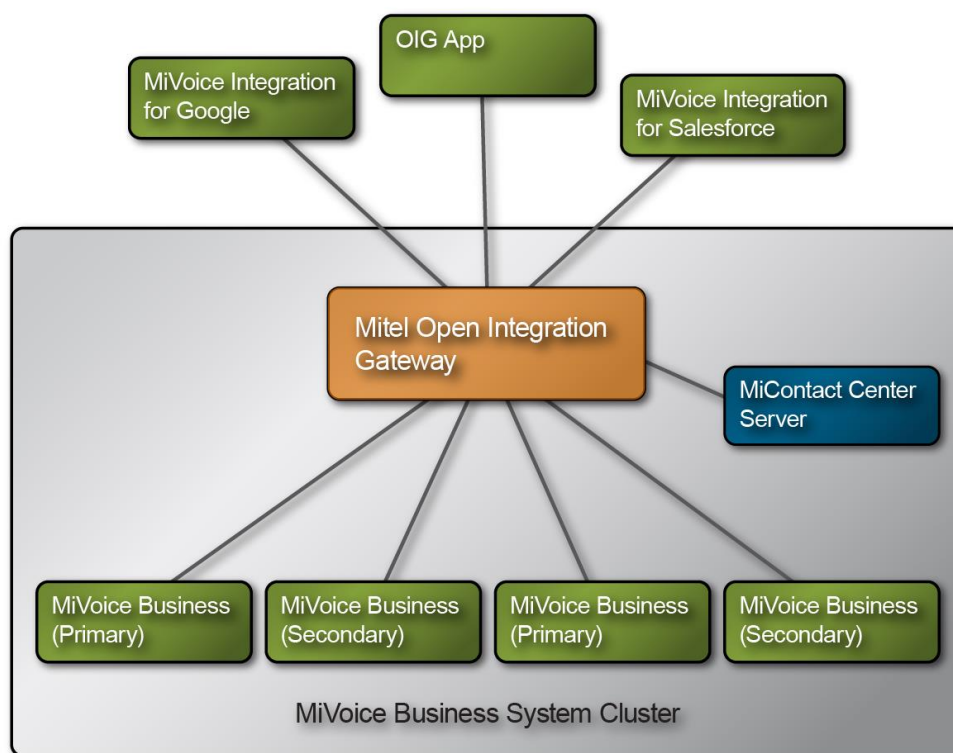 OIG App
MiVoice Integration
for Google
MiVoice Integration
for Salesforce
Mitel Open Integration
Gateway
MiContact Center
Server
MiVoice Business
(Primary)
MiVoice Business
(Secondary)
MiVoice Business
(Primary)
MiVoice Business
(Secondary)
MiVoice Business System Cluster